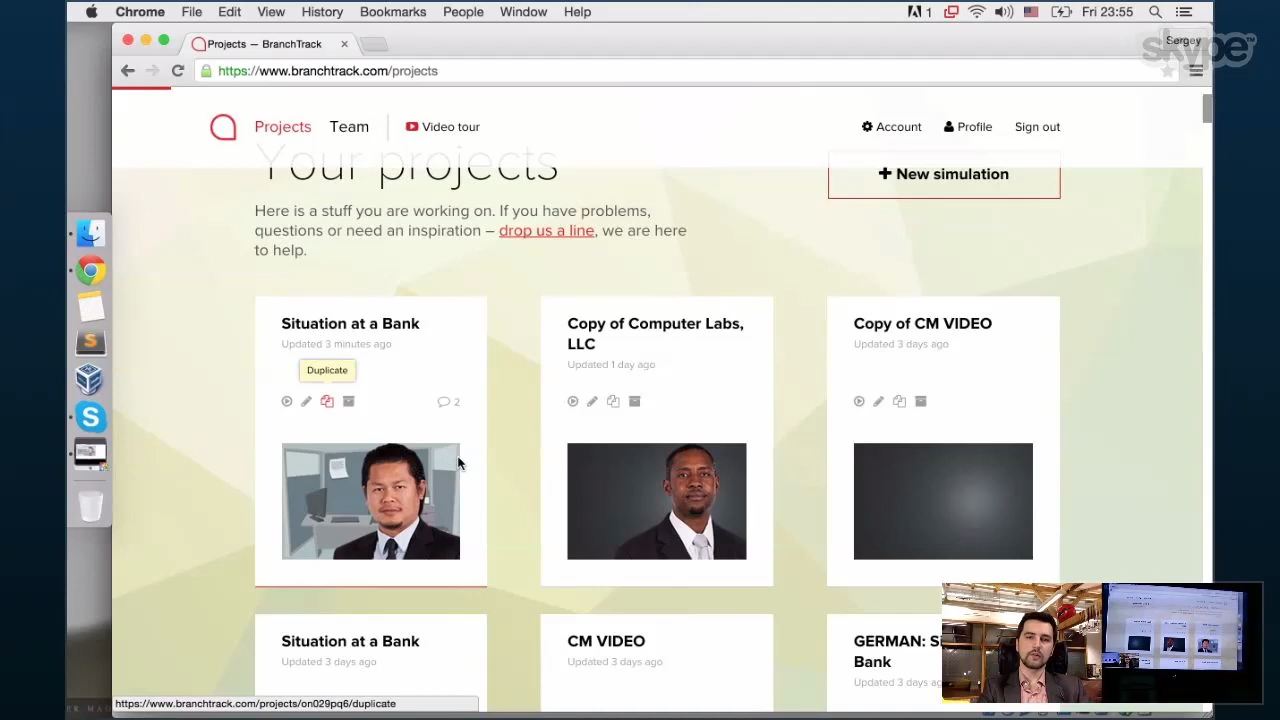 Chrome File Edit View History Bookmarks People Window Help
1 Fri 23:55
Projects — BranchTrack
Sergey
skype™
https://www.branchtrack.com/projects
Projects Team Video tour Account Profile Sign out
Your projects
+ New simulation
Here is a stuff you are working on. If you have problems,
questions or need an inspiration – drop us a line, we are here
to help.
Situation at a Bank
Updated 3 minutes ago
Duplicate
2
Copy of Computer Labs,
LLC
Updated 1 day ago
Copy of CM VIDEO
Updated 3 days ago
Situation at a Bank
Updated 3 days ago
CM VIDEO
Updated 3 days ago
GERMAN:
Bank
Updated 3 days ago
https://www.branchtrack.com/projects/on029pq6/duplicate